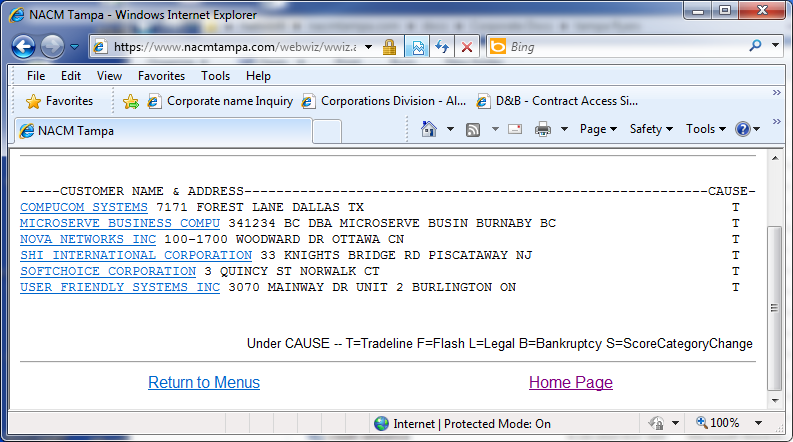 NACM Tampa - Windows Internet Explorer
https://www.nacmtampa.com/webwiz/wwiz.a
Bing
File Edit View Favorites Tools Help
Favorites Corporate name Inquiry Corporations Division - Al... D&B - Contract Access Si...
NACM Tampa Page Safety Tools
-----CUSTOMER NAME & ADDRESS----------------------------------------------------------CAUSE-
COMPUCOM SYSTEMS 7171 FOREST LANE DALLAS TX T
MICROSERVE BUSINESS COMPU 341234 BC DBA MICROSERVE BUSIN BURNABY BC T
NOVA NETWORKS INC 100-1700 WOODWARD DR OTTAWA CN T
SHI INTERNATIONAL CORPORATION 33 KNIGHTS BRIDGE RD PISCATAWAY NJ T
SOFTCHOICE CORPORATION 3 QUINCY ST NORWALK CT T
USER FRIENDLY SYSTEMS INC 3070 MAINWAY DR UNIT 2 BURLINGTON ON T
Under CAUSE -- T=Tradeline F=Flash L=Legal B=Bankruptcy S=ScoreCategoryChange
Return to Menus Home Page
Internet | Protected Mode: On 100%